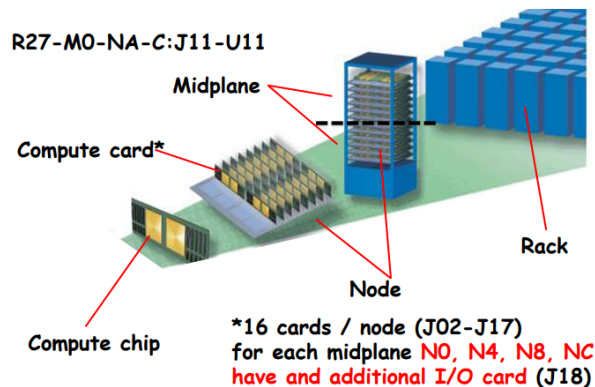 R27-M0-NA-C:J11-U11
Midplane
Compute card*
Rack
Node
Compute chip
*16 cards / node (J02-J17)
for each midplane N0, N4, N8, NC
have and additional I/O card (J18)